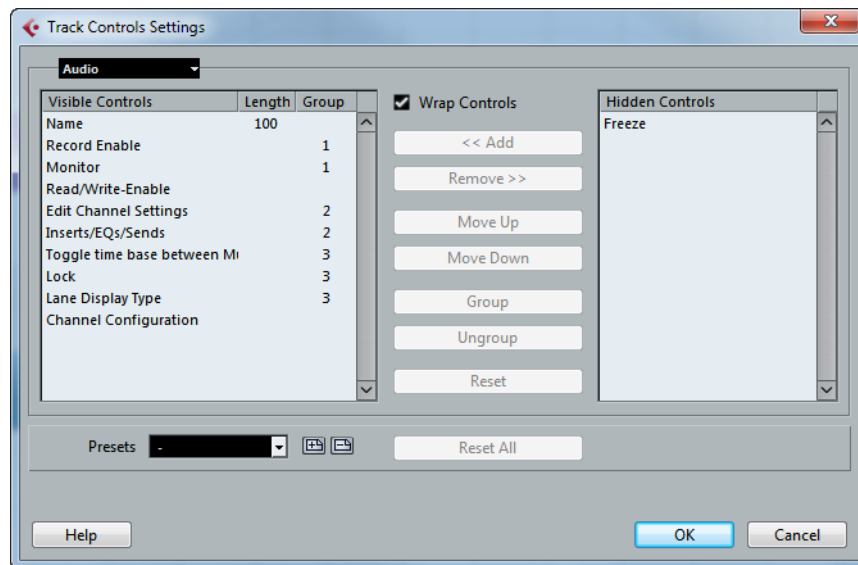 Track Controls Settings
Audio
Visible Controls Length Group
Name 100
Record Enable 1
Monitor 1
Read/Write-Enable
Edit Channel Settings 2
Inserts/EQs/Sends 2
Toggle time base between Mu 3
Lock 3
Lane Display Type 3
Channel Configuration
Wrap Controls
<< Add
Remove >>
Move Up
Move Down
Group
Ungroup
Reset
Hidden Controls
Freeze
Presets -
Reset All
Help
OK
Cancel